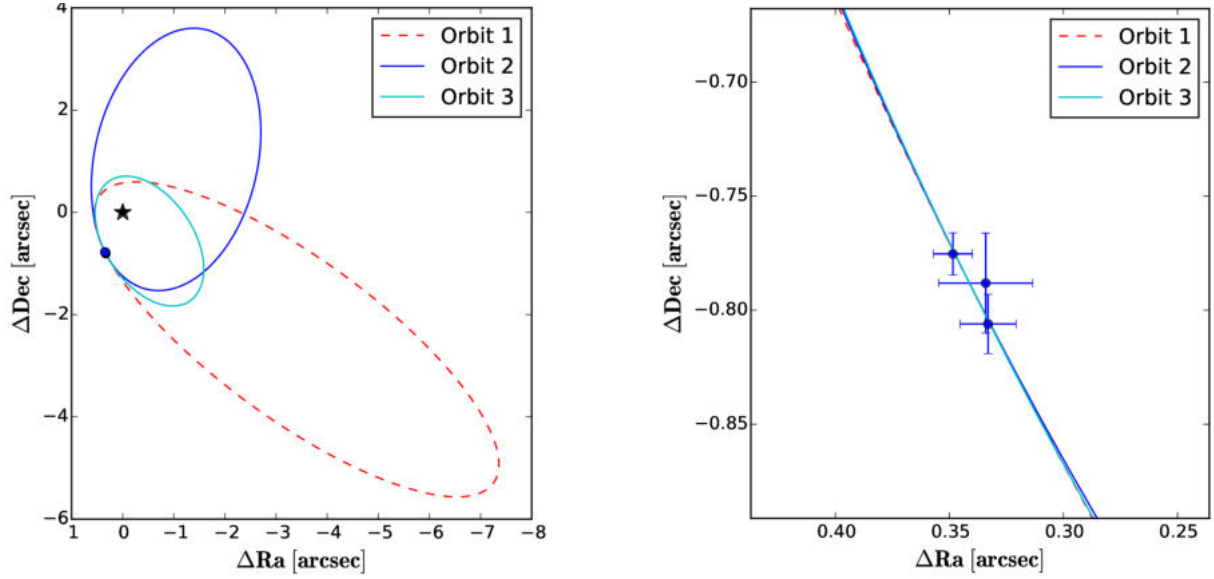 4
2
0
−2
−4
−6
1
0
−1
−2
−3
−4
−5
−6
−7
−8
ΔDec [arcsec]
ΔRa [arcsec]
Orbit 1
Orbit 2
Orbit 3
−0.70
−0.75
−0.80
−0.85
0.40
0.35
0.30
0.25
ΔDec [arcsec]
ΔRa [arcsec]
Orbit 1
Orbit 2
Orbit 3